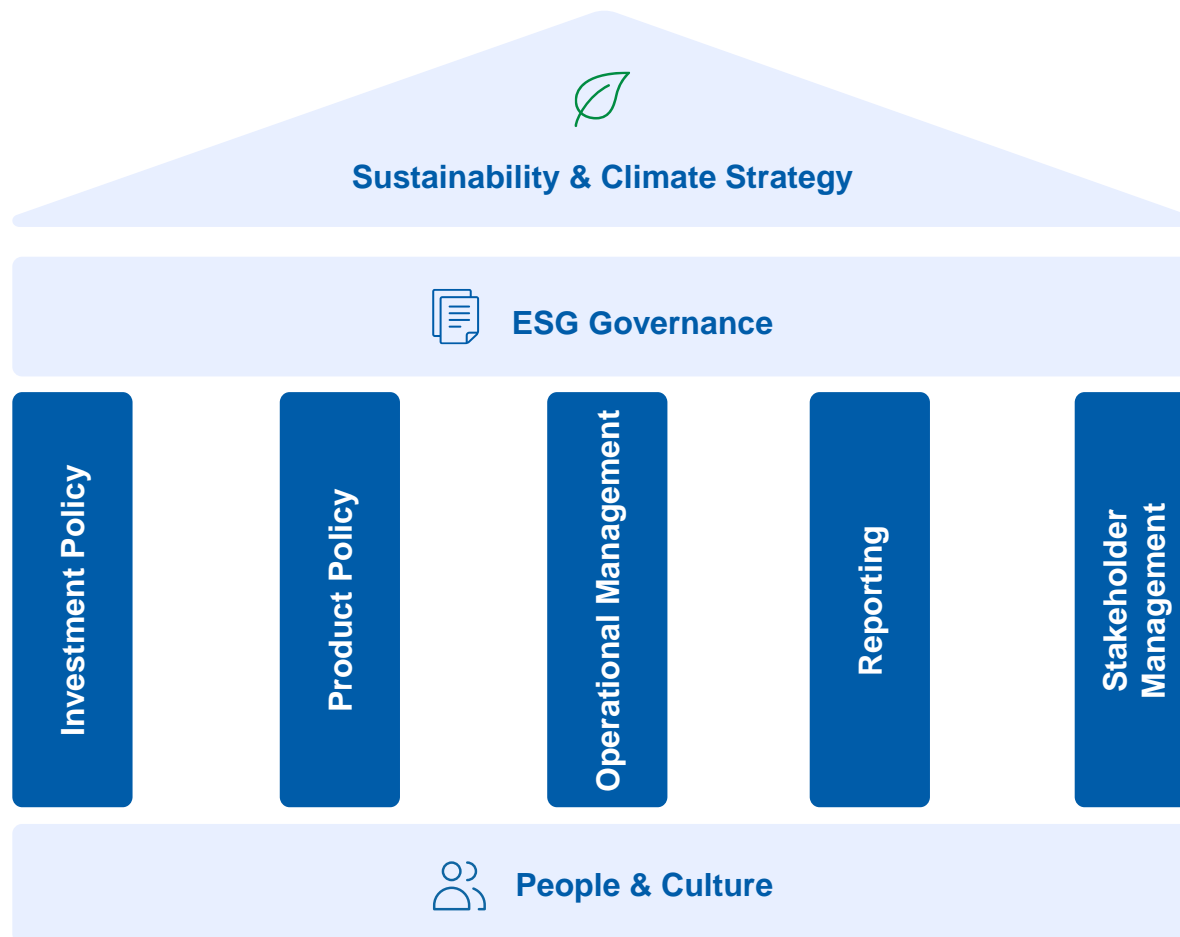 Sustainability & Climate Strategy
ESG Governance
Investment Policy
Product Policy
Operational Management
Reporting
Stakeholder
Management
People & Culture